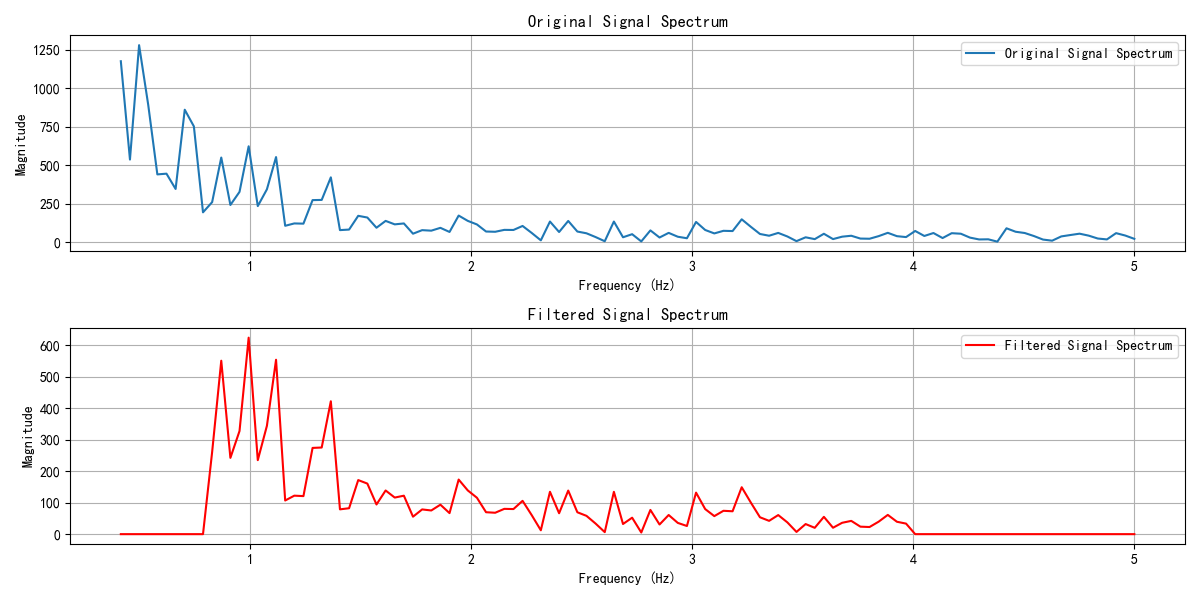 Original Signal Spectrum
Original Signal Spectrum
Magnitude
1250
1000
750
500
250
0
1 2 3 4 5
Frequency (Hz)
Filtered Signal Spectrum
Filtered Signal Spectrum
Magnitude
600
500
400
300
200
100
0
1 2 3 4 5
Frequency (Hz)